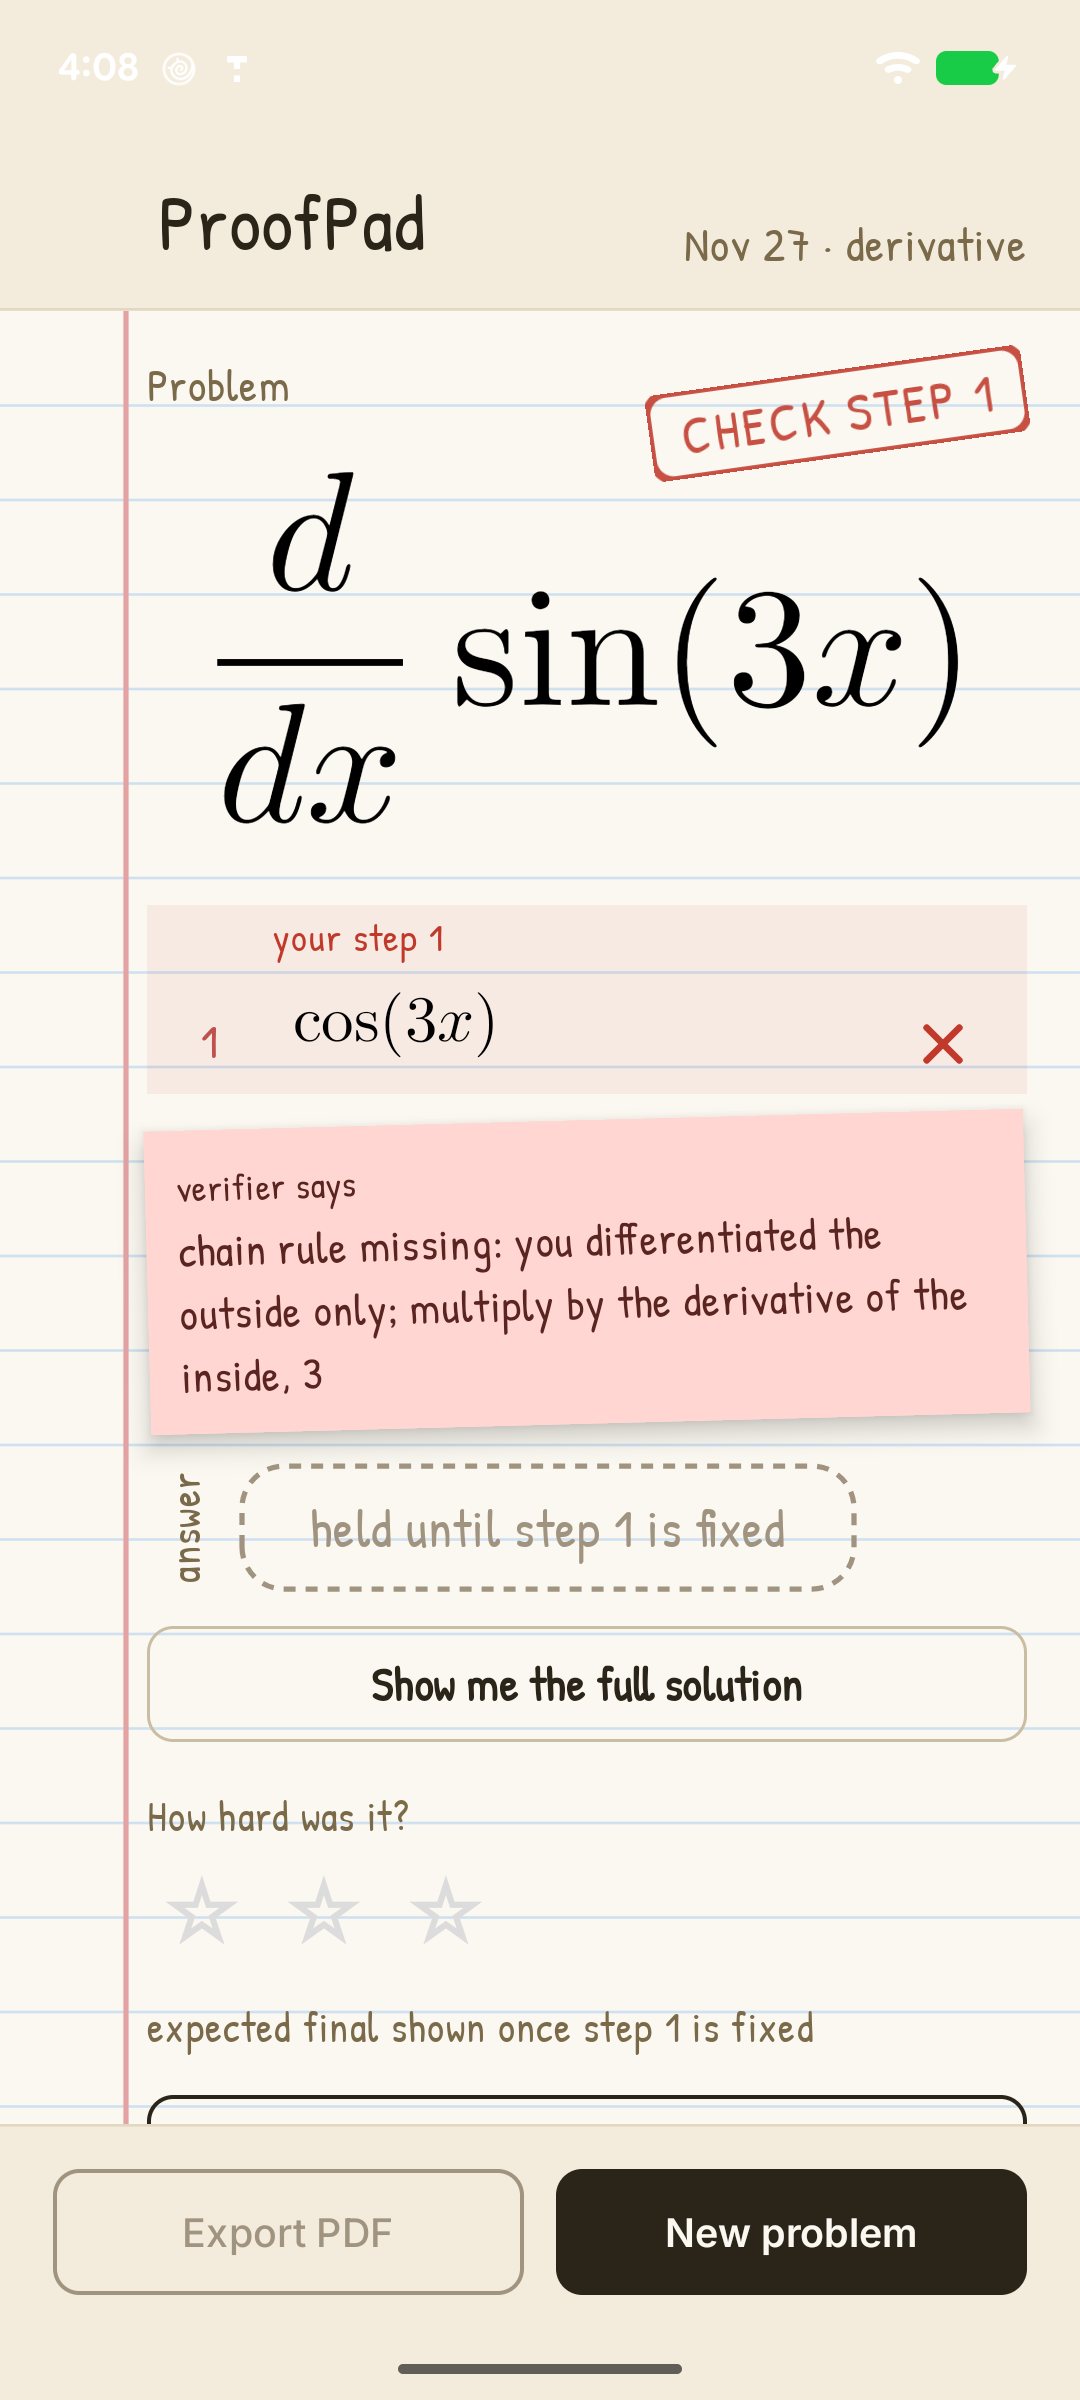 4:08
ProofPad
Nov 27 · derivative
Problem
CHECK STEP 1
d/dx sin(3x)
your step 1
1 cos(3x)
verifier says
chain rule missing: you differentiated the
outside only; multiply by the derivative of the
inside, 3
answer
held until step 1 is fixed
Show me the full solution
How hard was it?
expected final shown once step 1 is fixed
Export PDF
New problem